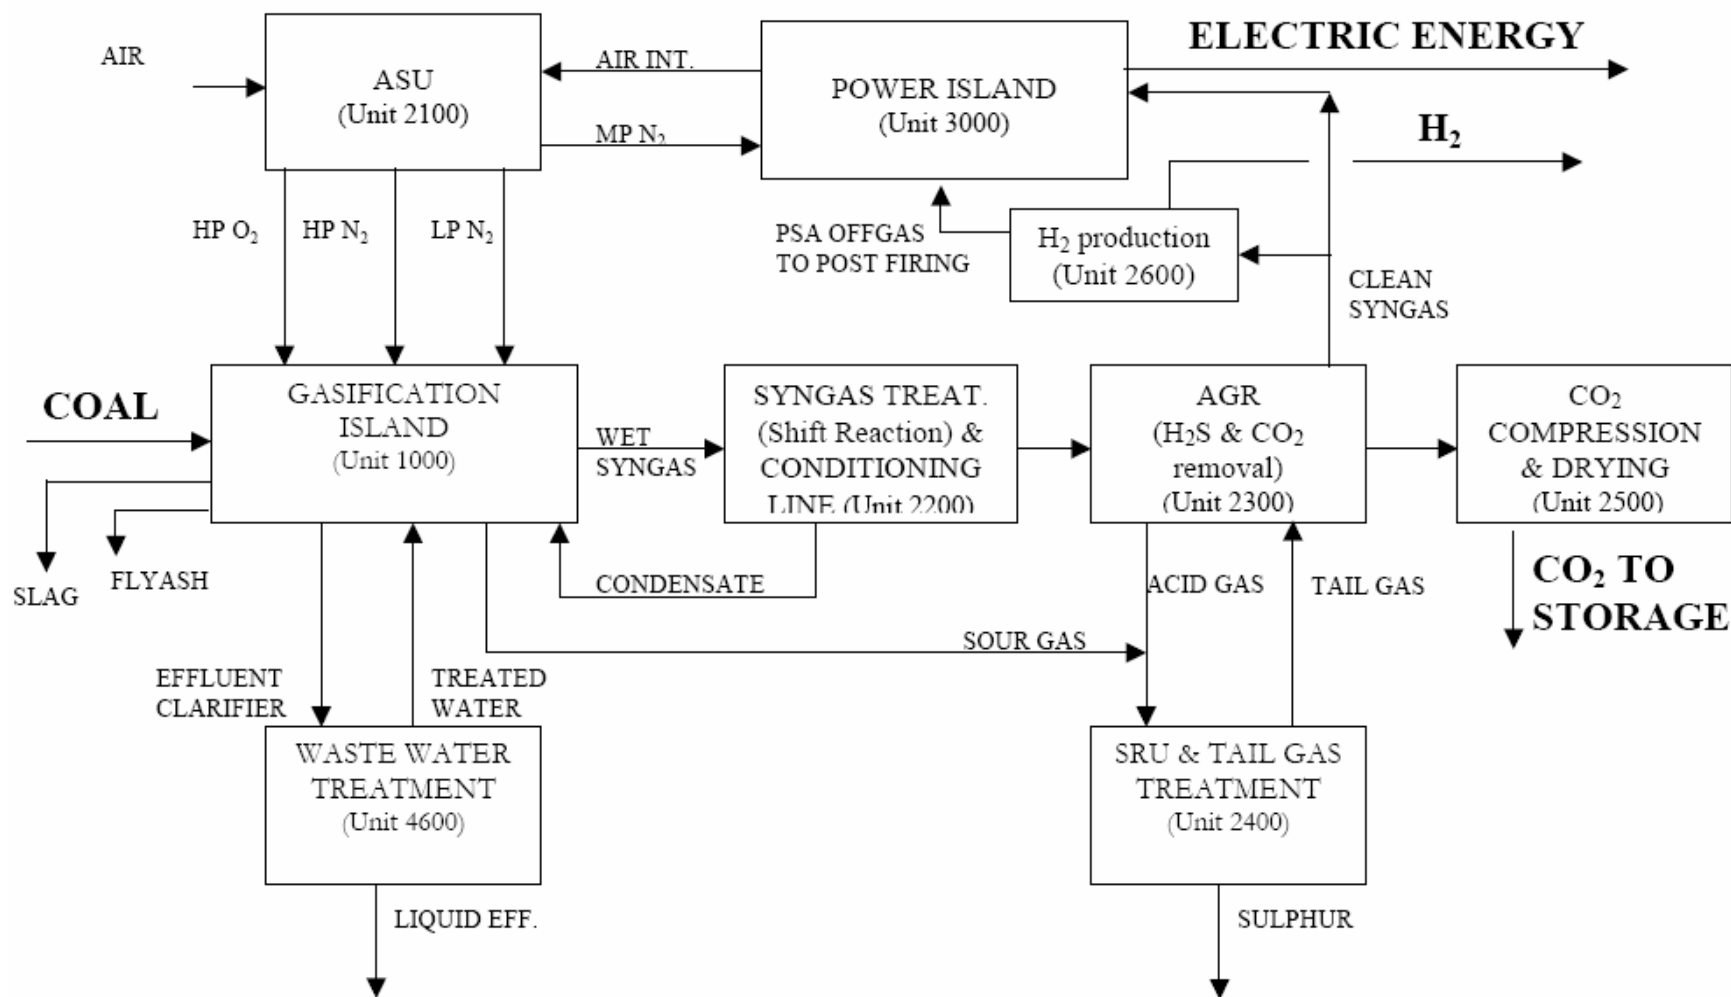 ELECTRIC ENERGY
AIR
ASU
(Unit 2100)
AIR INT.
MP N₂
POWER ISLAND
(Unit 3000)
H₂
HP O₂
HP N₂
LP N₂
PSA OFFGAS
TO POST FIRING
H₂ production
(Unit 2600)
CLEAN
SYNGAS
COAL
GASIFICATION
ISLAND
(Unit 1000)
WET
SYNGAS
SYNGAS TREAT.
(Shift Reaction) &
CONDITIONING
LINE (Unit 2200)
AGR
(H₂S & CO₂
removal)
(Unit 2300)
CO₂
COMPRESSION
& DRYING
(Unit 2500)
SLAG
FLYASH
CONDENSATE
ACID GAS
TAIL GAS
CO₂ TO
STORAGE
SOUR GAS
EFFLUENT
CLARIFIER
TREATED
WATER
WASTE WATER
TREATMENT
(Unit 4600)
SRU & TAIL GAS
TREATMENT
(Unit 2400)
LIQUID EFF.
SULPHUR